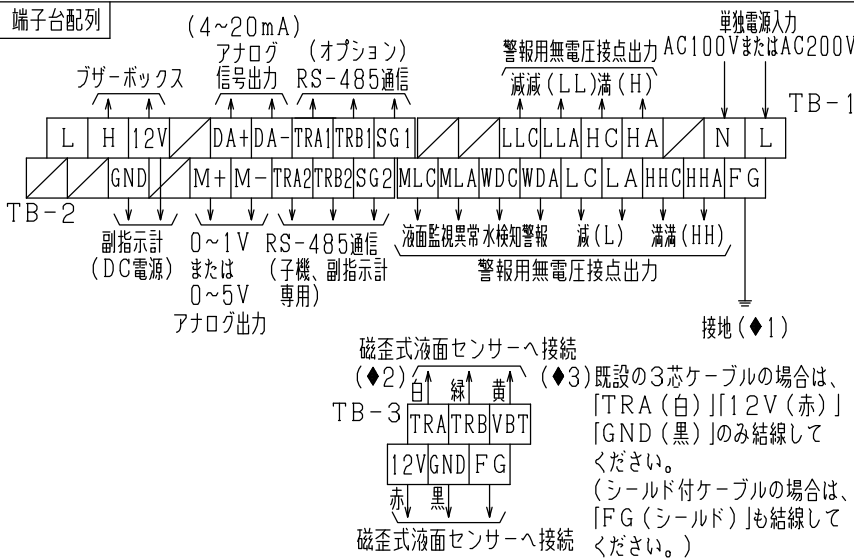 端子台配列
(4~20mA)
アナログ
信号出力
(オプション)
RS-485通信
ブザーボックス
警報用無電圧接点出力
減減(LL)満(H)
単独電源入力
AC100VまたはAC200V
TB-1
L H 12V DA+ DA- TRA1 TRB1 SG1 LLC LLA HC HA N L
GND M+ M- TRA2 TRB2 SG2 MLC MLA WDC WDA LC LA HHC HHA FG
TB-2
副指示計
(DC電源)
0~1V
または
0~5V
アナログ出力
RS-485通信
(子機、副指示計
専用)
液面監視異常 水検知警報 減(L) 満満(HH)
警報用無電圧接点出力
接地(◆1)
磁歪式液面センサーへ接続
(◆2)
白 緑 黄
TB-3
TRA TRB VBT
12V GND FG
赤 黒
磁歪式液面センサーへ接続
(◆3)既設の3芯ケーブルの場合は、
「TRA(白)」「12V(赤)」
「GND(黒)」のみ結線して
ください。
(シールド付ケーブルの場合は、
「FG(シールド)」も結線して
ください。)